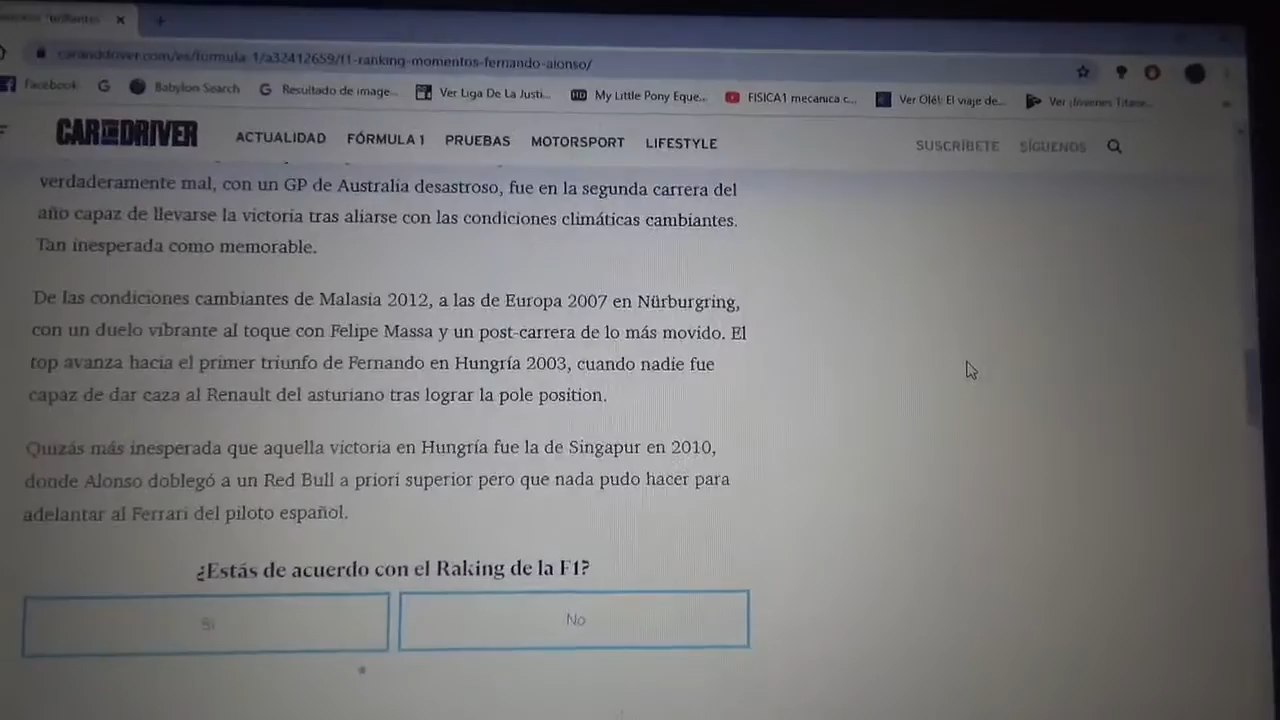 caranddriver.com/es/formula-1/a32412659/f1-ranking-momentos-fernando-alonso/
Facebook
Babylon Search
Resultado de image...
Ver Liga De La Justi...
My Little Pony Eque...
FISICA1 mecanica c...
Ver Olé!: El viaje de...
Ver ¡Jóvenes Titane...
CAR AND DRIVER
ACTUALIDAD
FÓRMULA 1
PRUEBAS
MOTORSPORT
LIFESTYLE
SUSCRÍBETE
SÍGUENOS
verdaderamente mal, con un GP de Australia desastroso, fue en la segunda carrera del
año capaz de llevarse la victoria tras aliarse con las condiciones climáticas cambiantes.
Tan inesperada como memorable.
De las condiciones cambiantes de Malasia 2012, a las de Europa 2007 en Nürburgring,
con un duelo vibrante al toque con Felipe Massa y un post-carrera de lo más movido. El
top avanza hacia el primer triunfo de Fernando en Hungría 2003, cuando nadie fue
capaz de dar caza al Renault del asturiano tras lograr la pole position.
Quizás más inesperada que aquella victoria en Hungría fue la de Singapur en 2010,
donde Alonso doblegó a un Red Bull a priori superior pero que nada pudo hacer para
adelantar al Ferrari del piloto español.
¿Estás de acuerdo con el Raking de la F1?
Sí
No